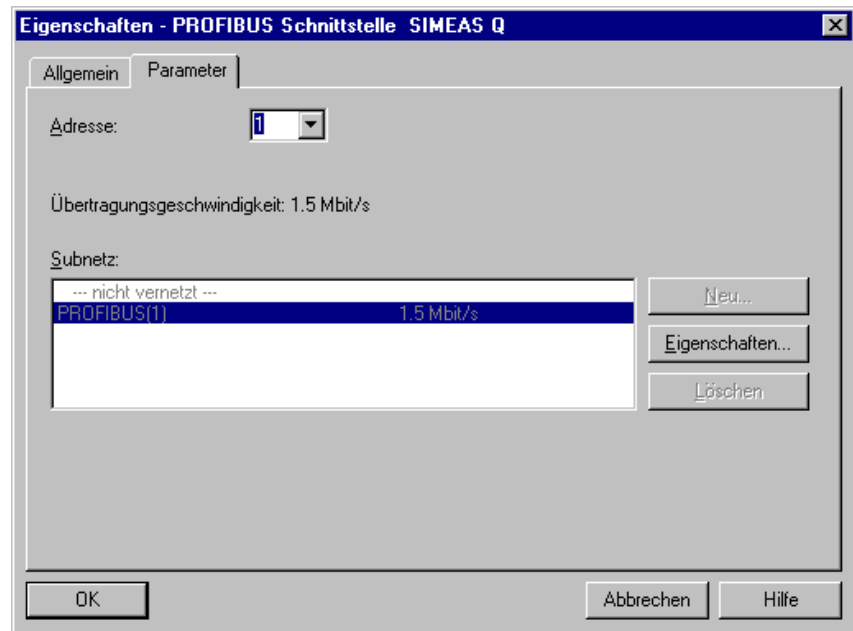 Eigenschaften - PROFIBUS Schnittstelle SIMEAS Q
Allgemein
Parameter
Adresse:
1
Übertragungsgeschwindigkeit: 1.5 Mbit/s
Subnetz:
--- nicht vernetzt ---
PROFIBUS(1) 1.5 Mbit/s
Neu...
Eigenschaften...
Löschen
OK
Abbrechen
Hilfe